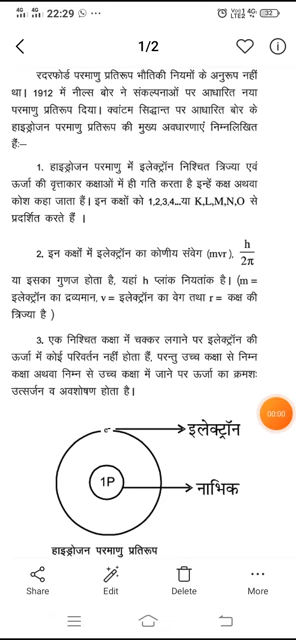 22:29
1/2
रदरफोर्ड परमाणु प्रतिरूप भौतिकी नियमों के अनुरूप नहीं
था। 1912 में नील्स बोर ने संकल्पनाओं पर आधारित नया
परमाणु प्रतिरूप दिया। क्वांटम सिद्धान्त पर आधारित बोर के
हाइड्रोजन परमाणु प्रतिरूप की मुख्य अवधारणाएं निम्नलिखित
हैं:–
1. हाइड्रोजन परमाणु में इलेक्ट्रॉन निश्चित त्रिज्या एवं
ऊर्जा की वृत्ताकार कक्षाओं में ही गति करता है इन्हें कक्ष अथवा
कोश कहा जाता हैं। इन कक्षों को 1,2,3,4...या K,L,M,N,O से
प्रदर्शित करते हैं ।
2. इन कक्षों में इलेक्ट्रॉन का कोणीय संवेग (mvr), h/2π
या इसका गुणज होता है, यहां h प्लांक नियतांक है। (m =
इलेक्ट्रॉन का द्रव्यमान, v = इलेक्ट्रॉन का वेग तथा r = कक्ष की
त्रिज्या है )
3. एक निश्चित कक्षा में चक्कर लगाने पर इलेक्ट्रॉन की
ऊर्जा में कोई परिवर्तन नहीं होता हैं, परन्तु उच्च कक्षा से निम्न
कक्षा अथवा निम्न से उच्च कक्षा में जाने पर ऊर्जा का क्रमशः
उत्सर्जन व अवशोषण होता है।
00:00
e⁻ इलेक्ट्रॉन
1P नाभिक
हाइड्रोजन परमाणु प्रतिरूप
Share Edit Delete More